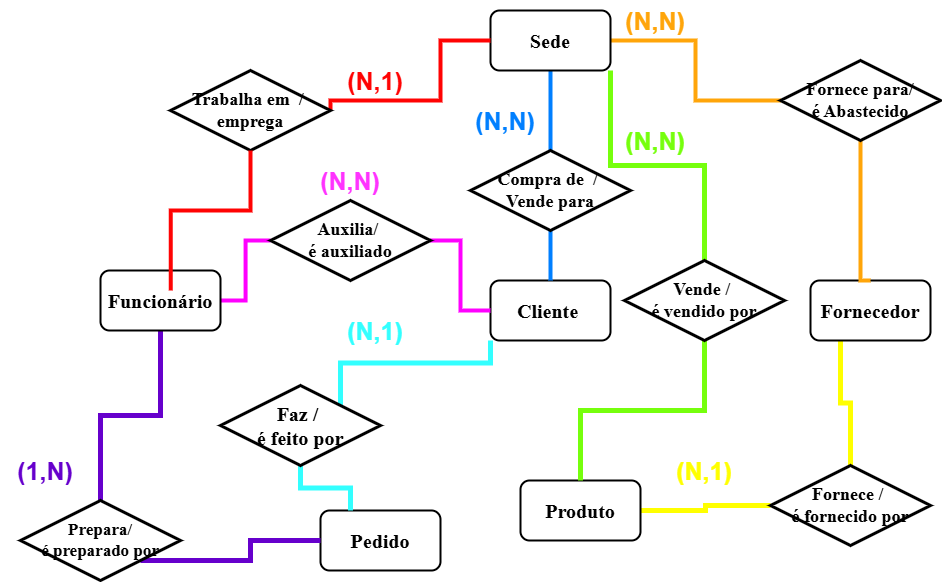 (N,N)
Sede
(N,1)
Trabalha em /
emprega
Fornece para/
é Abastecido
(N,N)
(N,N)
(N,N)
Compra de /
Vende para
Auxilia/
é auxiliado
Funcionário
Cliente
Vende /
é vendido por
Fornecedor
(N,1)
Faz /
é feito por
(1,N)
(N,1)
Produto
Fornece /
é fornecido por
Prepara/
é preparado por
Pedido